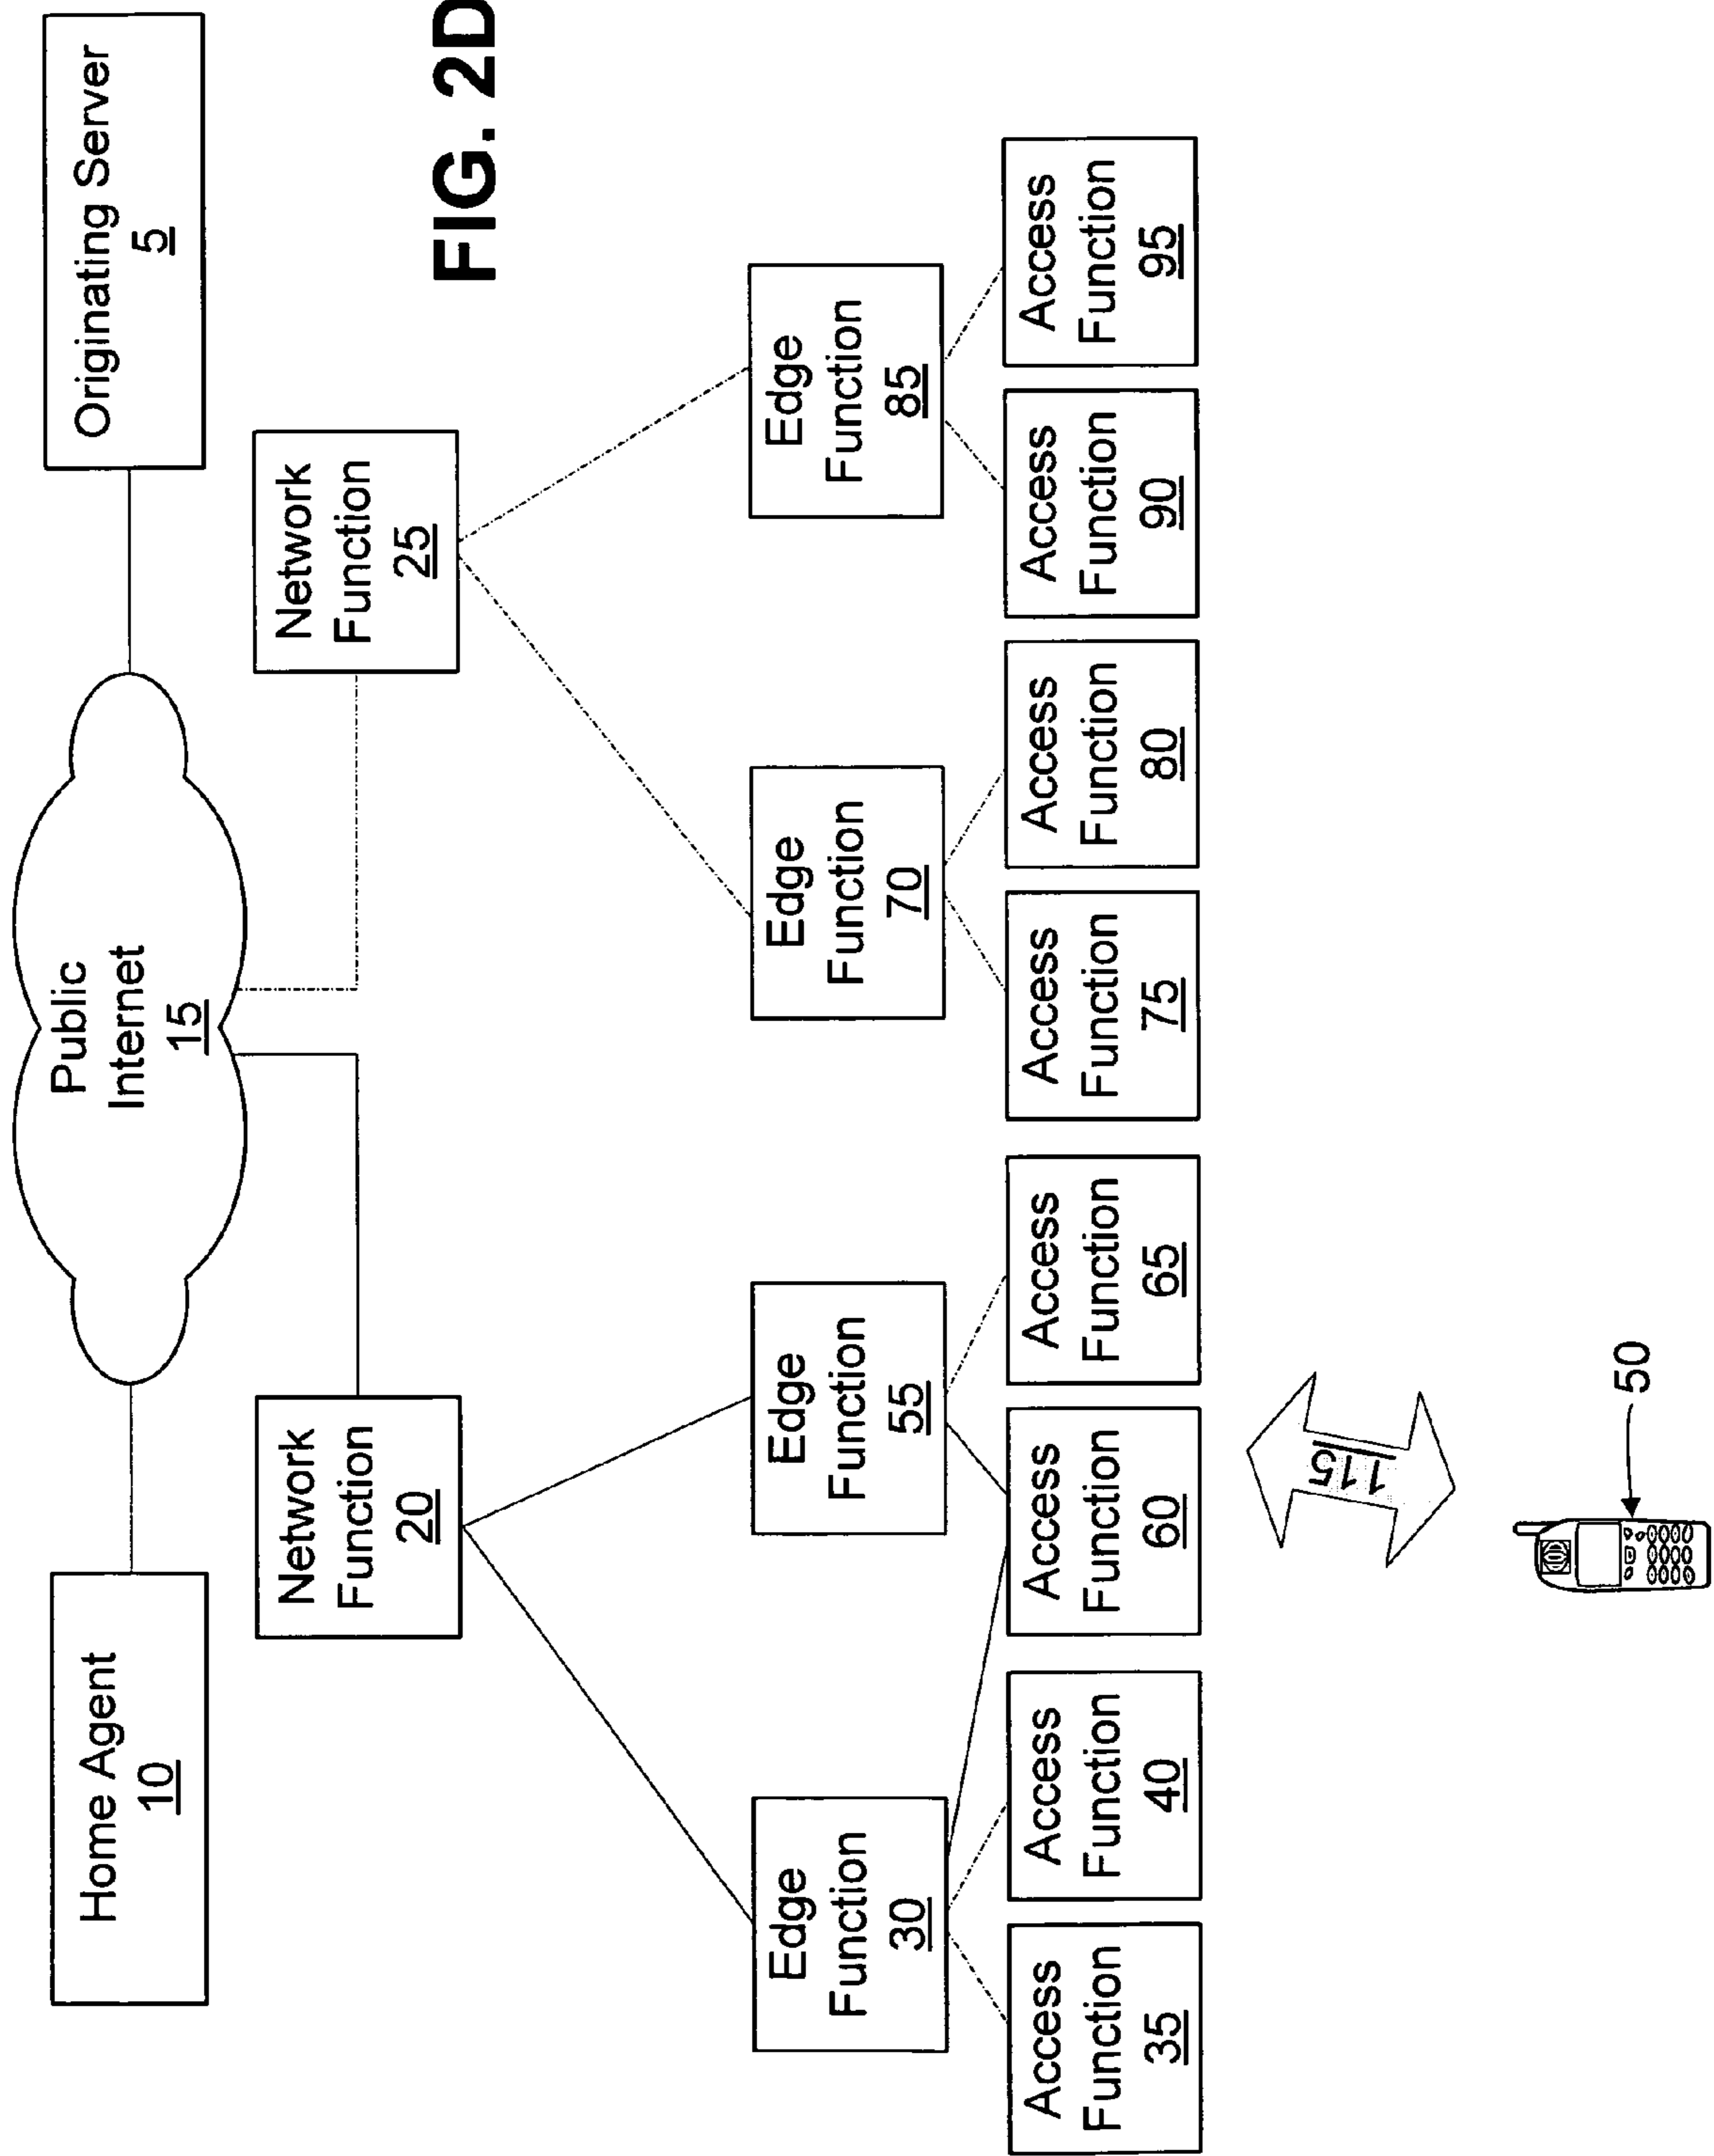 Home Agent
10
Public
Internet
15
Originating Server
5
Network
Function
20
Network
Function
25
FIG. 2D
Edge
Function
30
Edge
Function
55
Edge
Function
70
Edge
Function
85
Access
Function
35
Access
Function
40
Access
Function
60
Access
Function
65
Access
Function
75
Access
Function
80
Access
Function
90
Access
Function
95
115
50